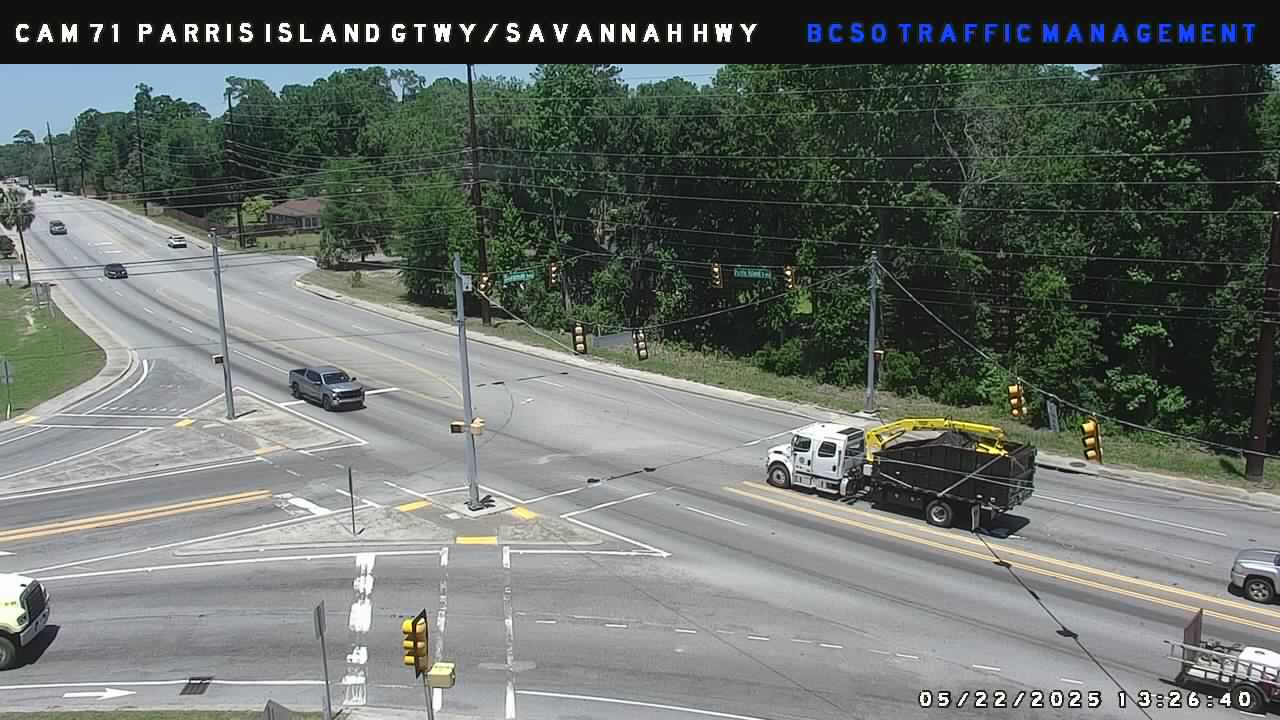 CAM 71 PARRIS ISLAND GTWY/SAVANNAH HWY BCSO TRAFFIC MANAGEMENT
05/22/2025 13:26:40